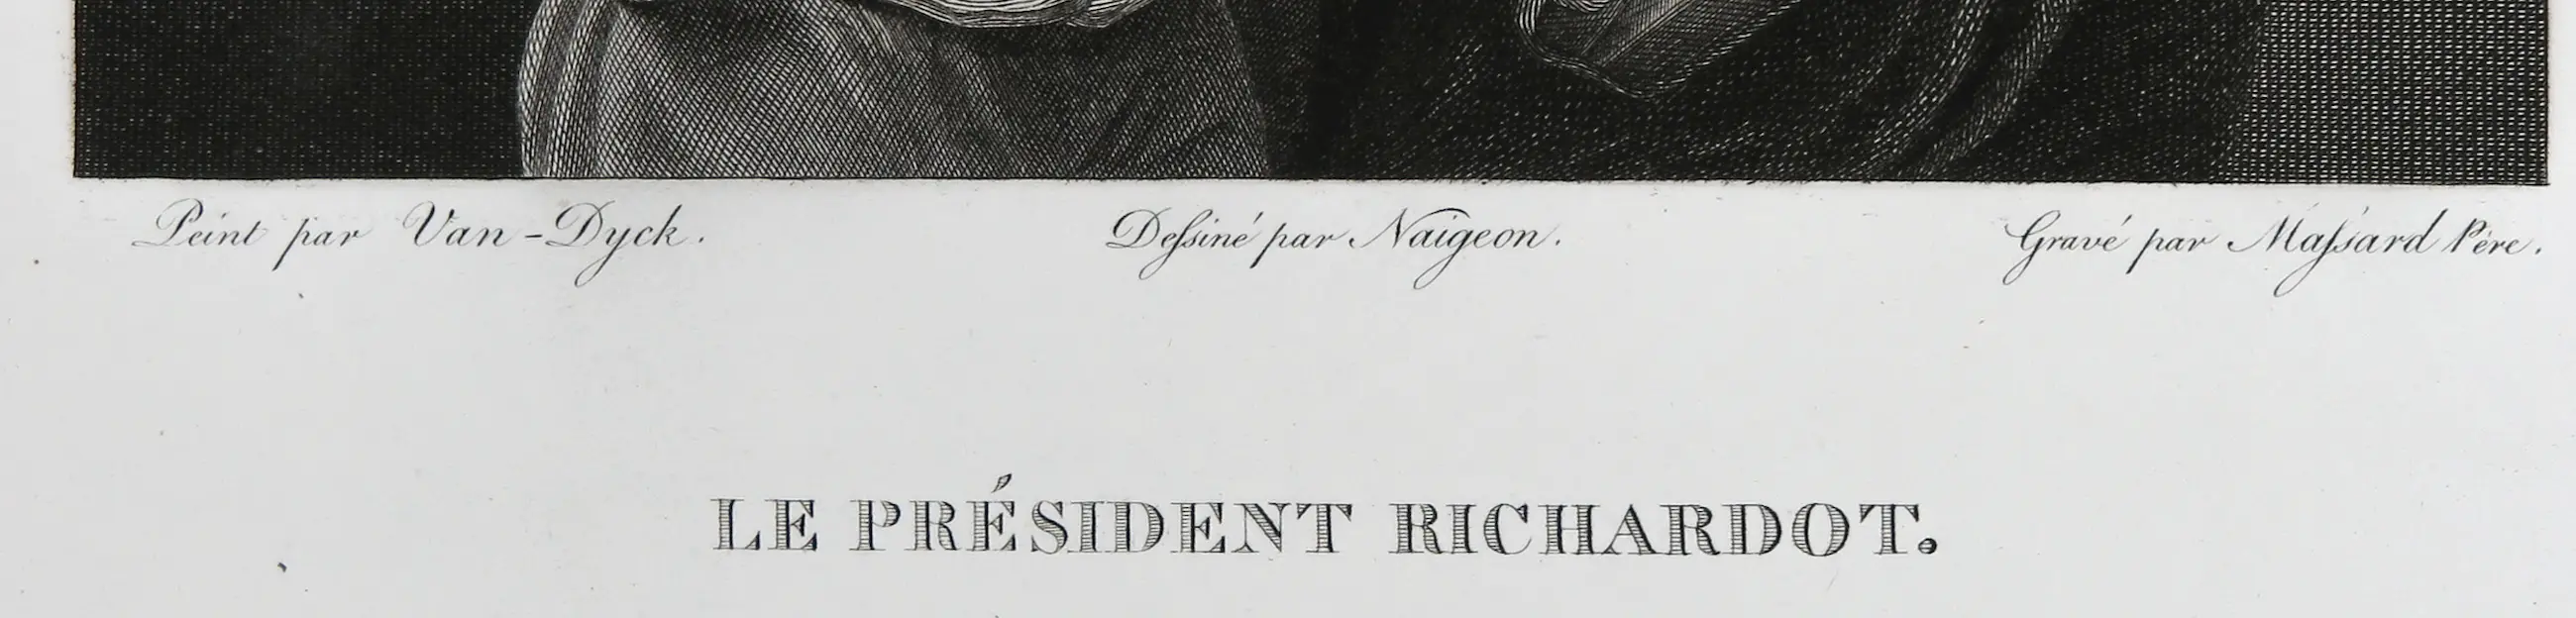 Peint par Van-Dyck. Deſsiné par Naigeon. Gravé par Maſsard Père.
LE PRÉSIDENT RICHARDOT.